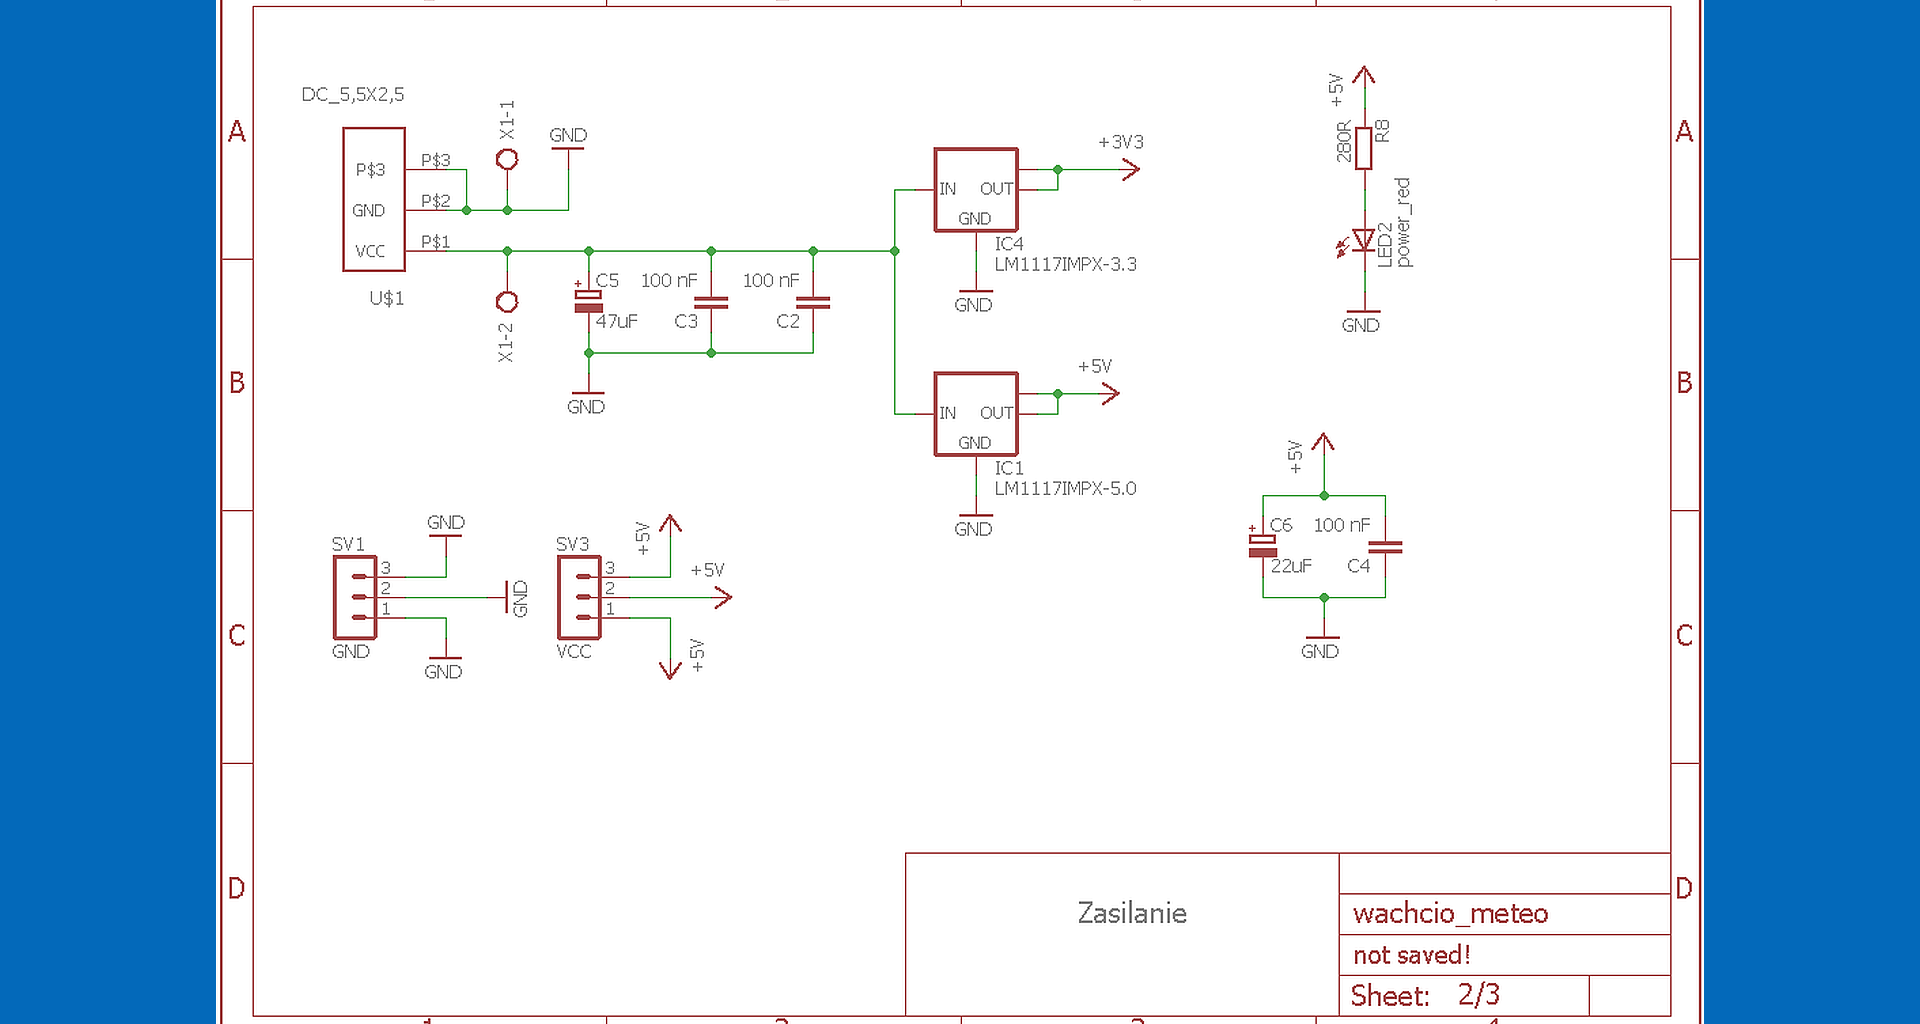 DC_5,5X2,5
P$3
GND
VCC
P$3
P$2
P$1
U$1
X1-1
X1-2
GND
C5
47uF
100 nF
C3
100 nF
C2
GND
IN
OUT
GND
+3V3
IC4
LM1117IMPX-3.3
GND
IN
OUT
GND
+5V
IC1
LM1117IMPX-5.0
GND
+5V
280R
R8
LED2
power_red
GND
+5V
C6
22uF
100 nF
C4
GND
SV1
3
2
1
GND
GND
GND
GND
SV3
3
2
1
VCC
+5V
+5V
+5V
A
B
C
D
A
B
C
D
Zasilanie
wachcio_meteo
not saved!
Sheet: 2/3